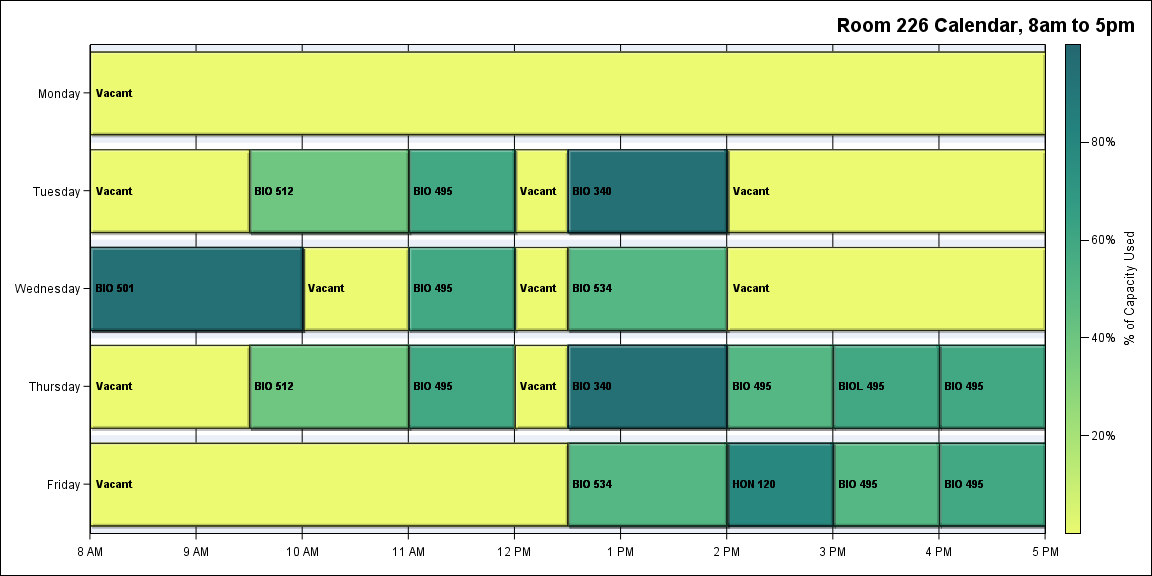 Room 226 Calendar, 8am to 5pm
Monday
Vacant
Tuesday
Vacant
BIO 512
BIO 495
Vacant
BIO 340
Vacant
Wednesday
BIO 501
Vacant
BIO 495
Vacant
BIO 534
Vacant
Thursday
Vacant
BIO 512
BIO 495
Vacant
BIO 340
BIO 495
BIOL 495
BIO 495
Friday
Vacant
BIO 534
HON 120
BIO 495
BIO 495
8 AM
9 AM
10 AM
11 AM
12 PM
1 PM
2 PM
3 PM
4 PM
5 PM
80%
60%
40%
20%
% of Capacity Used